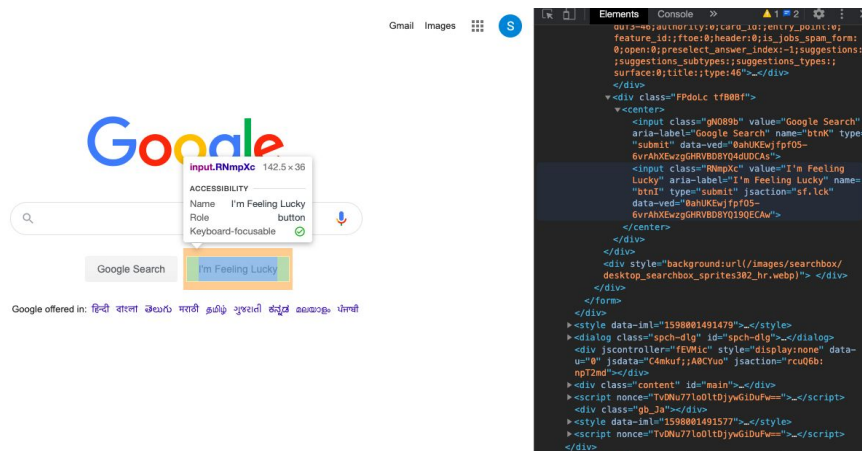 Gmail Images
S
Google
input.RNmpXc 142.5 × 36
ACCESSIBILITY
Name I'm Feeling Lucky
Role button
Keyboard-focusable
Google Search
I'm Feeling Lucky
Google offered in: हिन्दी বাংলা తెలుగు मराठी தமிழ் ગુજરાતી ಕನ್ನಡ മലയാളം ਪੰਜਾਬੀ
Elements Console » 1 2
feature_id:;ftoe:0;header:0;is_jobs_spam_form:
0;open:0;preselect_answer_index:-1;suggestions:
;suggestions_subtypes:;suggestions_types:;
surface:0;title:;type:46">…</div>
</div>
▼<div class="FPdoLc tfB0Bf">
▼<center>
<input class="gNO89b" value="Google Search"
aria-label="Google Search" name="btnK" type=
"submit" data-ved="0ahUKEwjfpfO5-
6vrAhXEwzgGHRVBD8YQ4dUDCAs">
<input class="RNmpXc" value="I'm Feeling
Lucky" aria-label="I'm Feeling Lucky" name=
"btnI" type="submit" jsaction="sf.lck"
data-ved="0ahUKEwjfpfO5-
6vrAhXEwzgGHRVBD8YQ19QECAw">
</center>
</div>
</div>
<div style="background:url(/images/searchbox/
desktop_searchbox_sprites302_hr.webp)"> </div>
</div>
</form>
</div>
▶<style data-iml="1598001491479">…</style>
▶<dialog class="spch-dlg" id="spch-dlg">…</dialog>
<div jscontroller="fEVMic" style="display:none" data-
u="0" jsdata="C4mkuf;;A0CYuo" jsaction="rcuQ6b:
npT2md"></div>
▶<div class="content" id="main">…</div>
▶<script nonce="TvDNu77loOltDjywGiDuFw==">…</script>
<div class="gb_Ja"></div>
▶<style data-iml="1598001491577">…</style>
▶<script nonce="TvDNu77loOltDjywGiDuFw==">…</script>
</div>